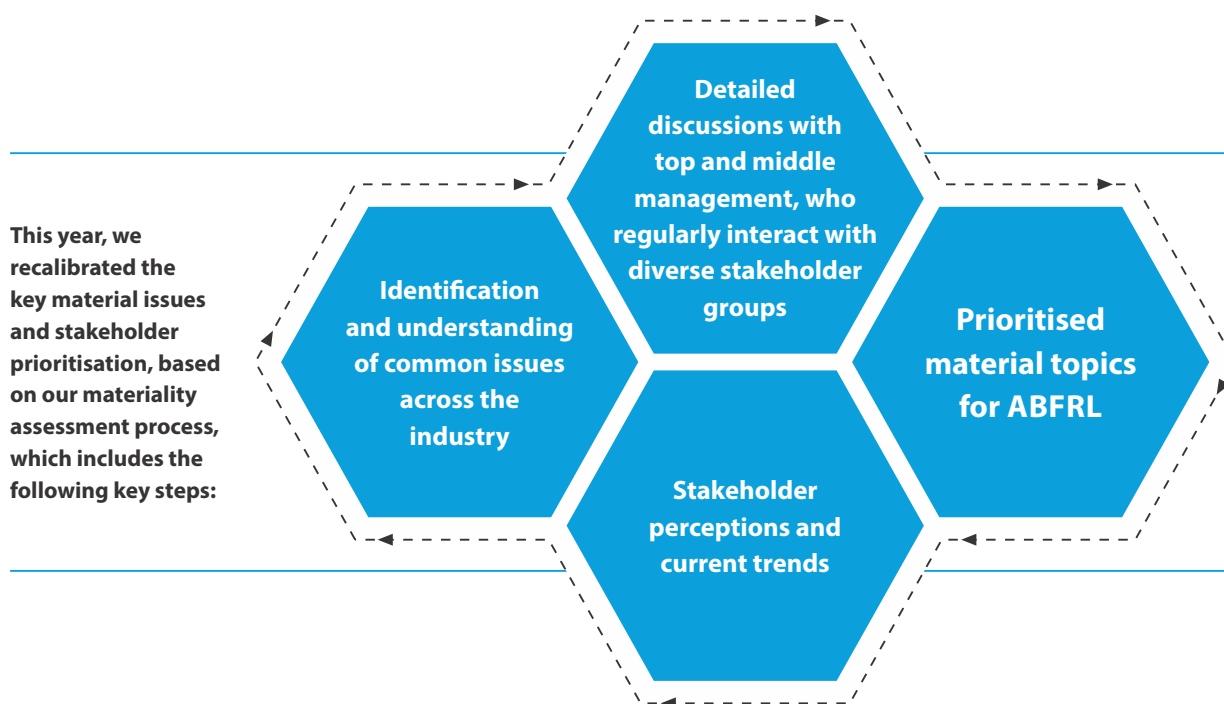 This year, we
recalibrated the
key material issues
and stakeholder
prioritisation, based
on our materiality
assessment process,
which includes the
following key steps:
Identification
and understanding
of common issues
across the
industry
Detailed
discussions with
top and middle
management, who
regularly interact with
diverse stakeholder
groups
Stakeholder
perceptions and
current trends
Prioritised
material topics
for ABFRL